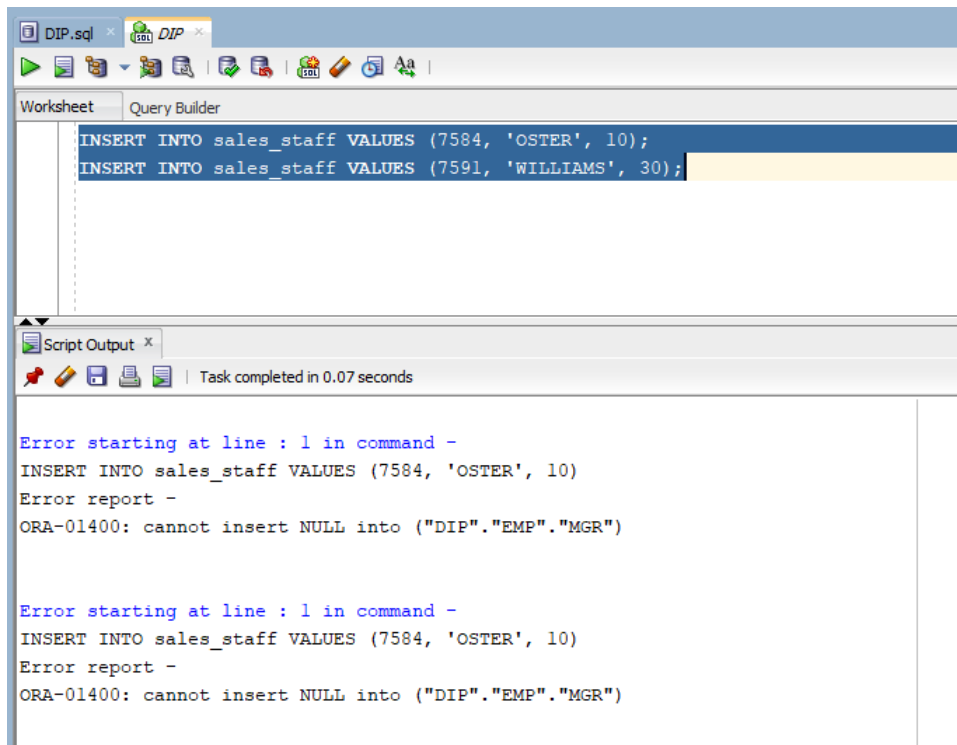 DIP.sql DIP
Worksheet Query Builder
INSERT INTO sales_staff VALUES (7584, 'OSTER', 10);
INSERT INTO sales_staff VALUES (7591, 'WILLIAMS', 30);
Script Output x
Task completed in 0.07 seconds
Error starting at line : 1 in command -
INSERT INTO sales_staff VALUES (7584, 'OSTER', 10)
Error report -
ORA-01400: cannot insert NULL into ("DIP"."EMP"."MGR")
Error starting at line : 1 in command -
INSERT INTO sales_staff VALUES (7584, 'OSTER', 10)
Error report -
ORA-01400: cannot insert NULL into ("DIP"."EMP"."MGR")